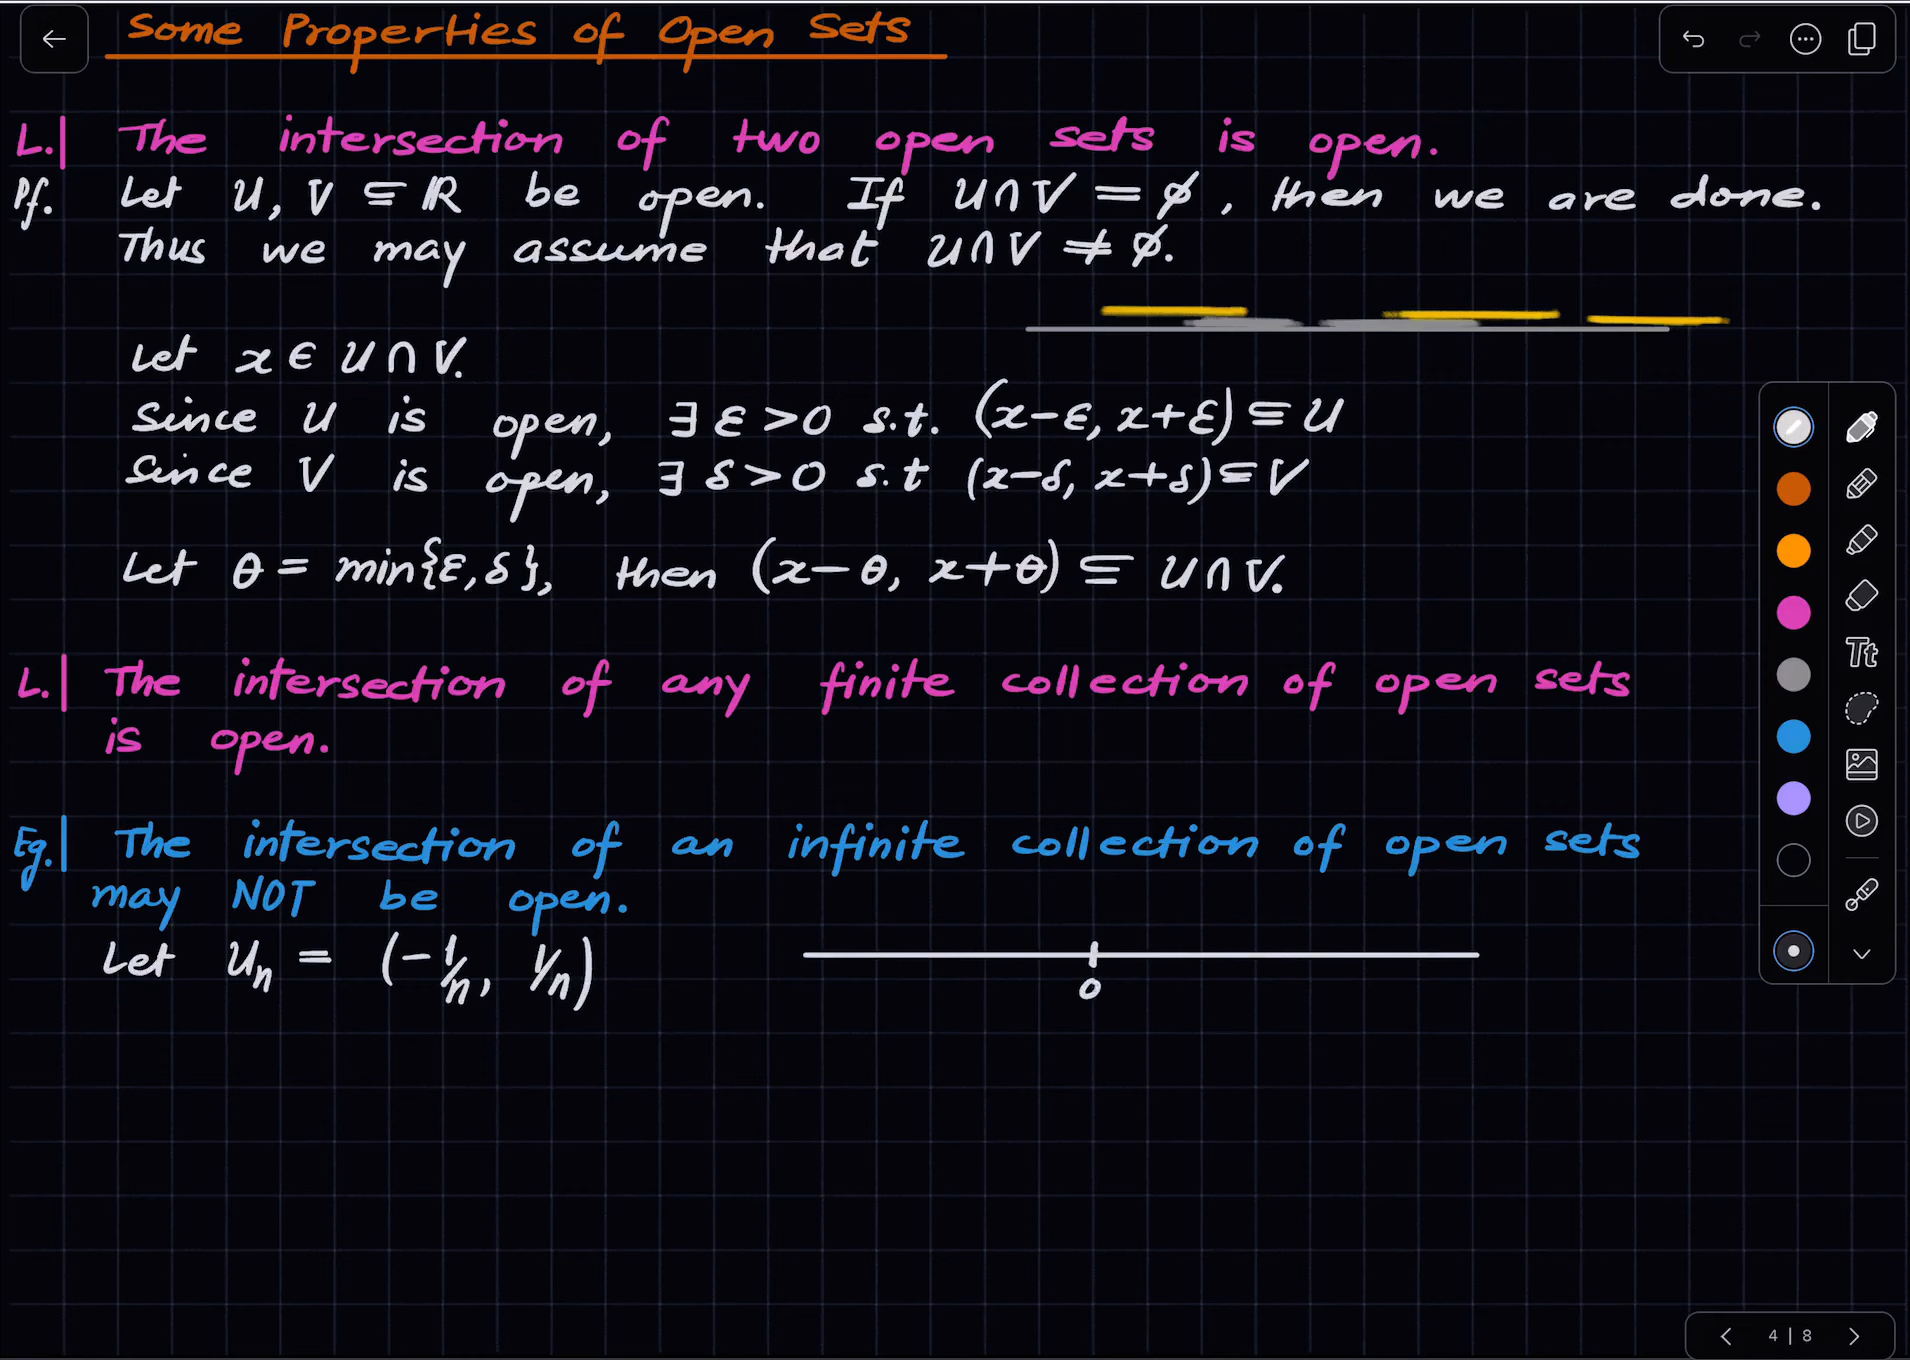 Some Properties of Open Sets
L.| The intersection of two open sets is open.
Pf. Let U, V ⊆ ℝ be open. If U∩V = ∅, then we are done.
Thus we may assume that U∩V ≠ ∅.
Let x ∈ U∩V.
Since U is open, ∃ ε>0 s.t. (x-ε, x+ε) ⊆ U
Since V is open, ∃ δ>0 s.t (x-δ, x+δ) ⊆ V
Let θ = min{ε, δ}, then (x-θ, x+θ) ⊆ U∩V.
L.| The intersection of any finite collection of open sets
is open.
Eg.| The intersection of an infinite collection of open sets
may NOT be open.
Let Uₙ = (-1/n, 1/n)
0
Tt
4 | 8